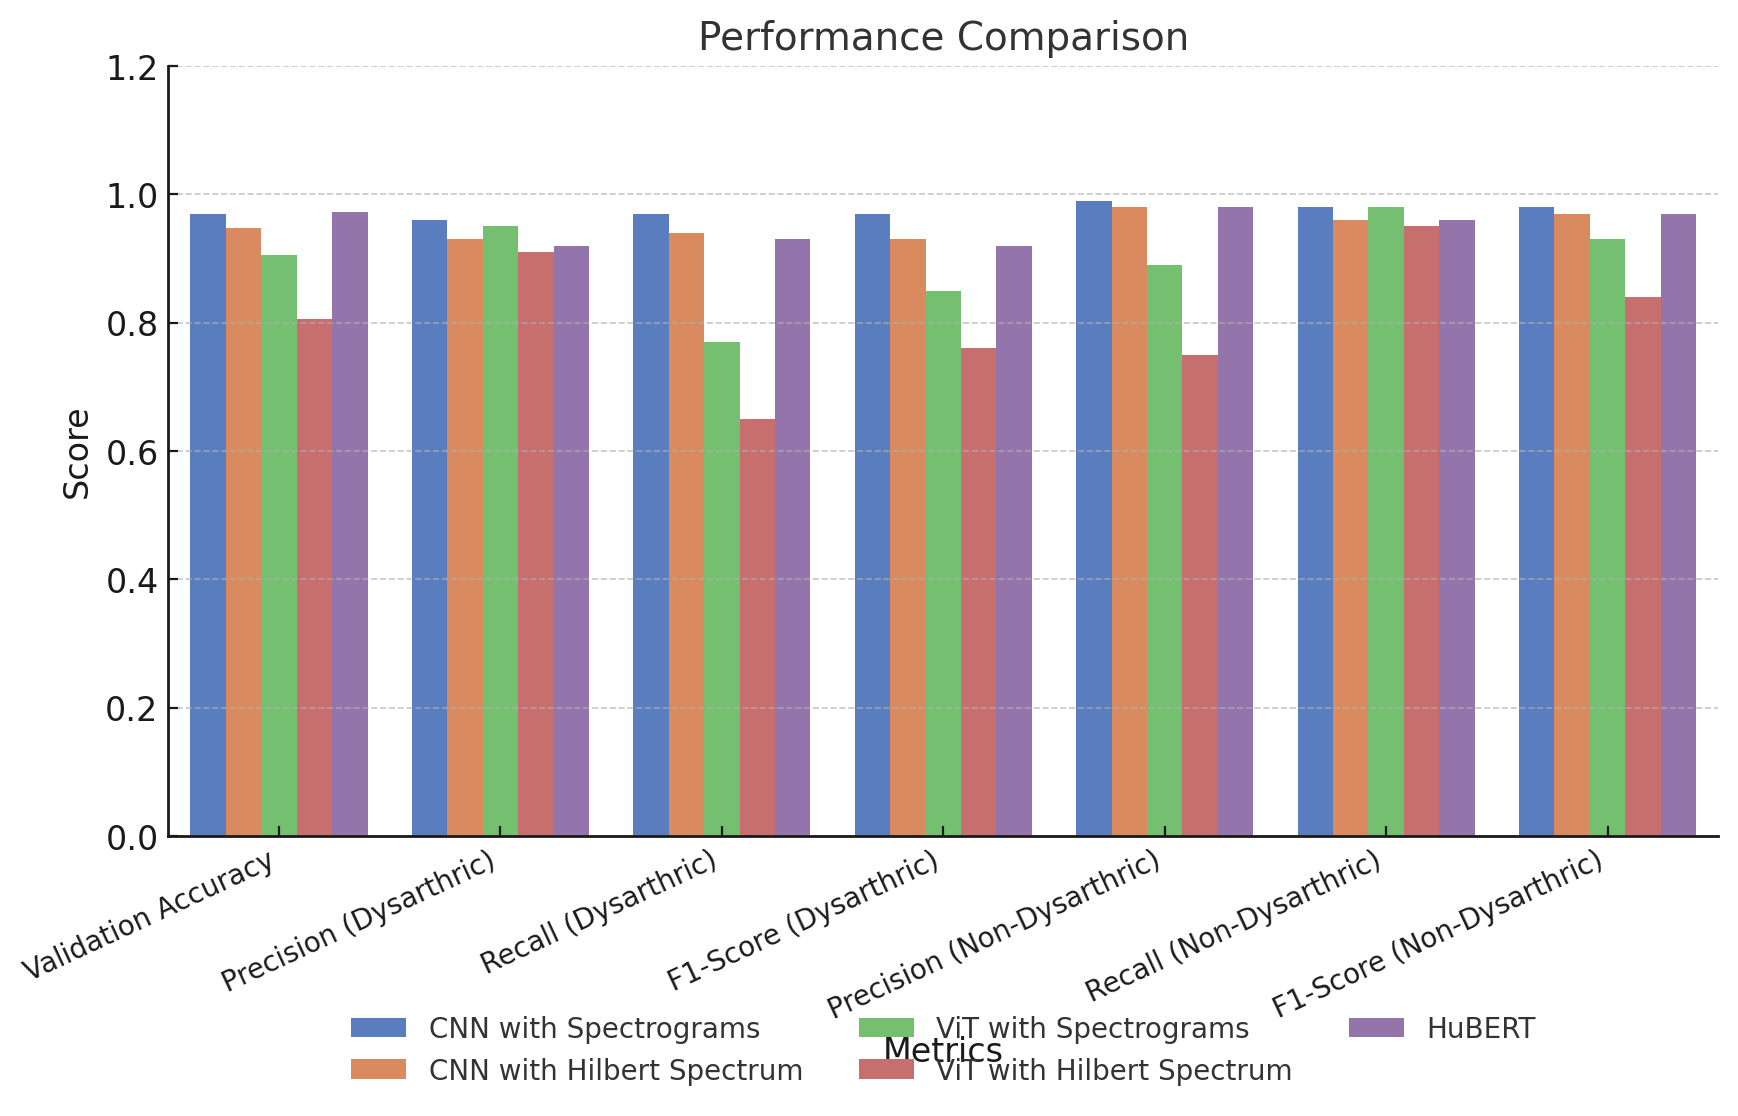 Performance Comparison
1.2
1.0
0.8
0.6
0.4
0.2
0.0
Score
Validation Accuracy
Precision (Dysarthric)
Recall (Dysarthric)
F1-Score (Dysarthric)
Precision (Non-Dysarthric)
Recall (Non-Dysarthric)
F1-Score (Non-Dysarthric)
Metrics
CNN with Spectrograms
CNN with Hilbert Spectrum
ViT with Spectrograms
ViT with Hilbert Spectrum
HuBERT